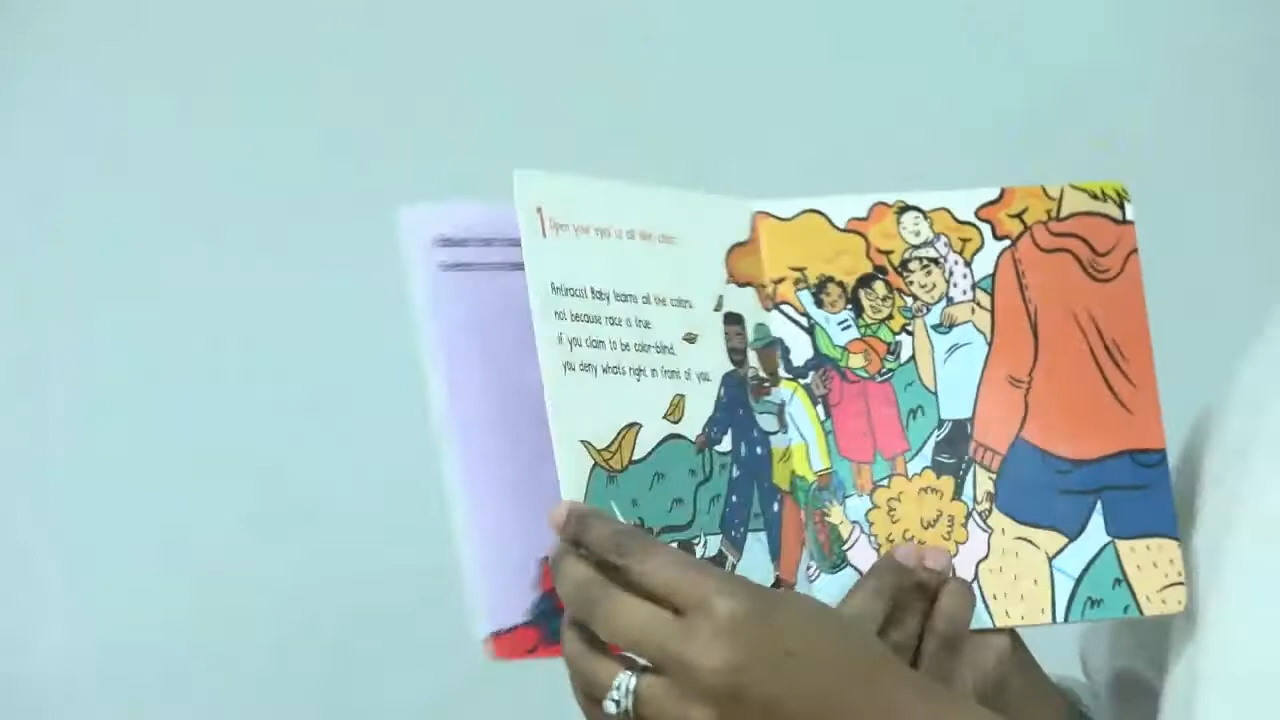 1 Open your eyes to all skin colors.
Antiracist Baby learns all the colors,
not because race is true.
If you claim to be color-blind,
you deny what's right in front of you.